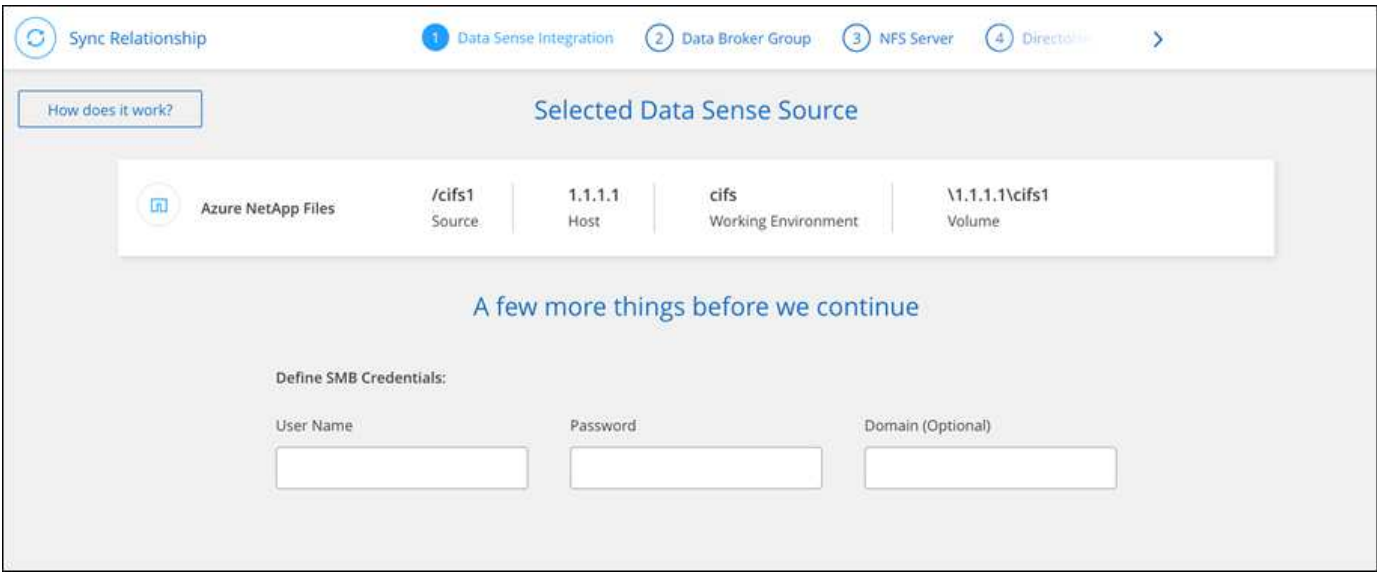 Sync Relationship
1 Data Sense Integration
2 Data Broker Group
3 NFS Server
4
How does it work?
Selected Data Sense Source
Azure NetApp Files
/cifs1
Source
1.1.1.1
Host
cifs
Working Environment
\1.1.1.1\cifs1
Volume
A few more things before we continue
Define SMB Credentials:
User Name
Password
Domain (Optional)